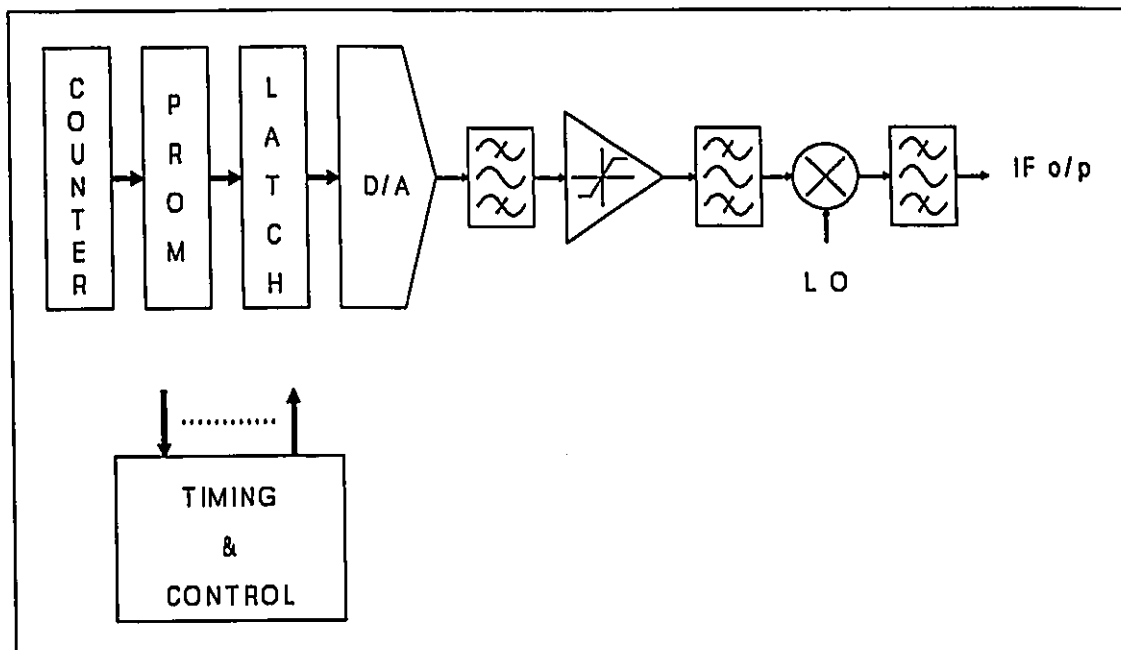 COUNTER
PROM
LATCH
D/A
IF o/p
LO
TIMING
&
CONTROL